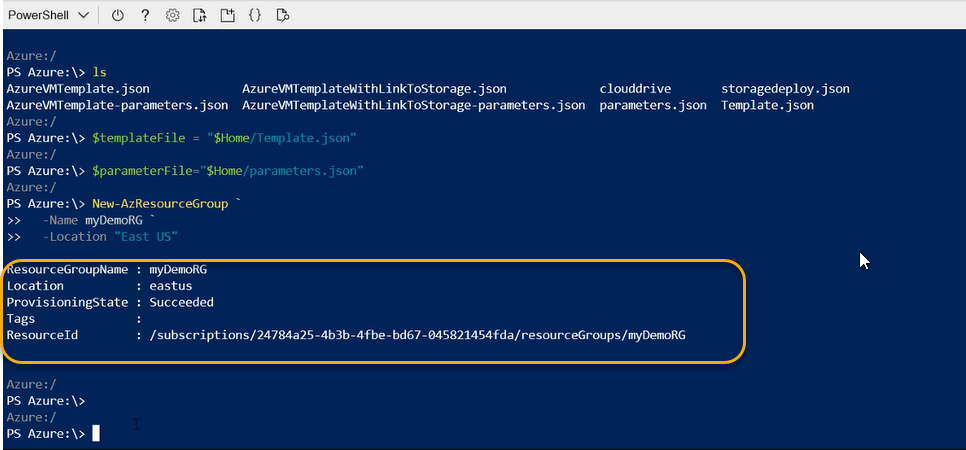 PowerShell
Azure:/
PS Azure:\> ls
AzureVMTemplate.json AzureVMTemplateWithLinkToStorage.json clouddrive storagedeploy.json
AzureVMTemplate-parameters.json AzureVMTemplateWithLinkToStorage-parameters.json parameters.json Template.json
Azure:/
PS Azure:\> $templateFile = "$Home/Template.json"
Azure:/
PS Azure:\> $parameterFile="$Home/parameters.json"
Azure:/
PS Azure:\> New-AzResourceGroup `
>> -Name myDemoRG `
>> -Location "East US"
ResourceGroupName : myDemoRG
Location : eastus
ProvisioningState : Succeeded
Tags :
ResourceId : /subscriptions/24784a25-4b3b-4fbe-bd67-045821454fda/resourceGroups/myDemoRG
Azure:/
PS Azure:\>
Azure:/
PS Azure:\>